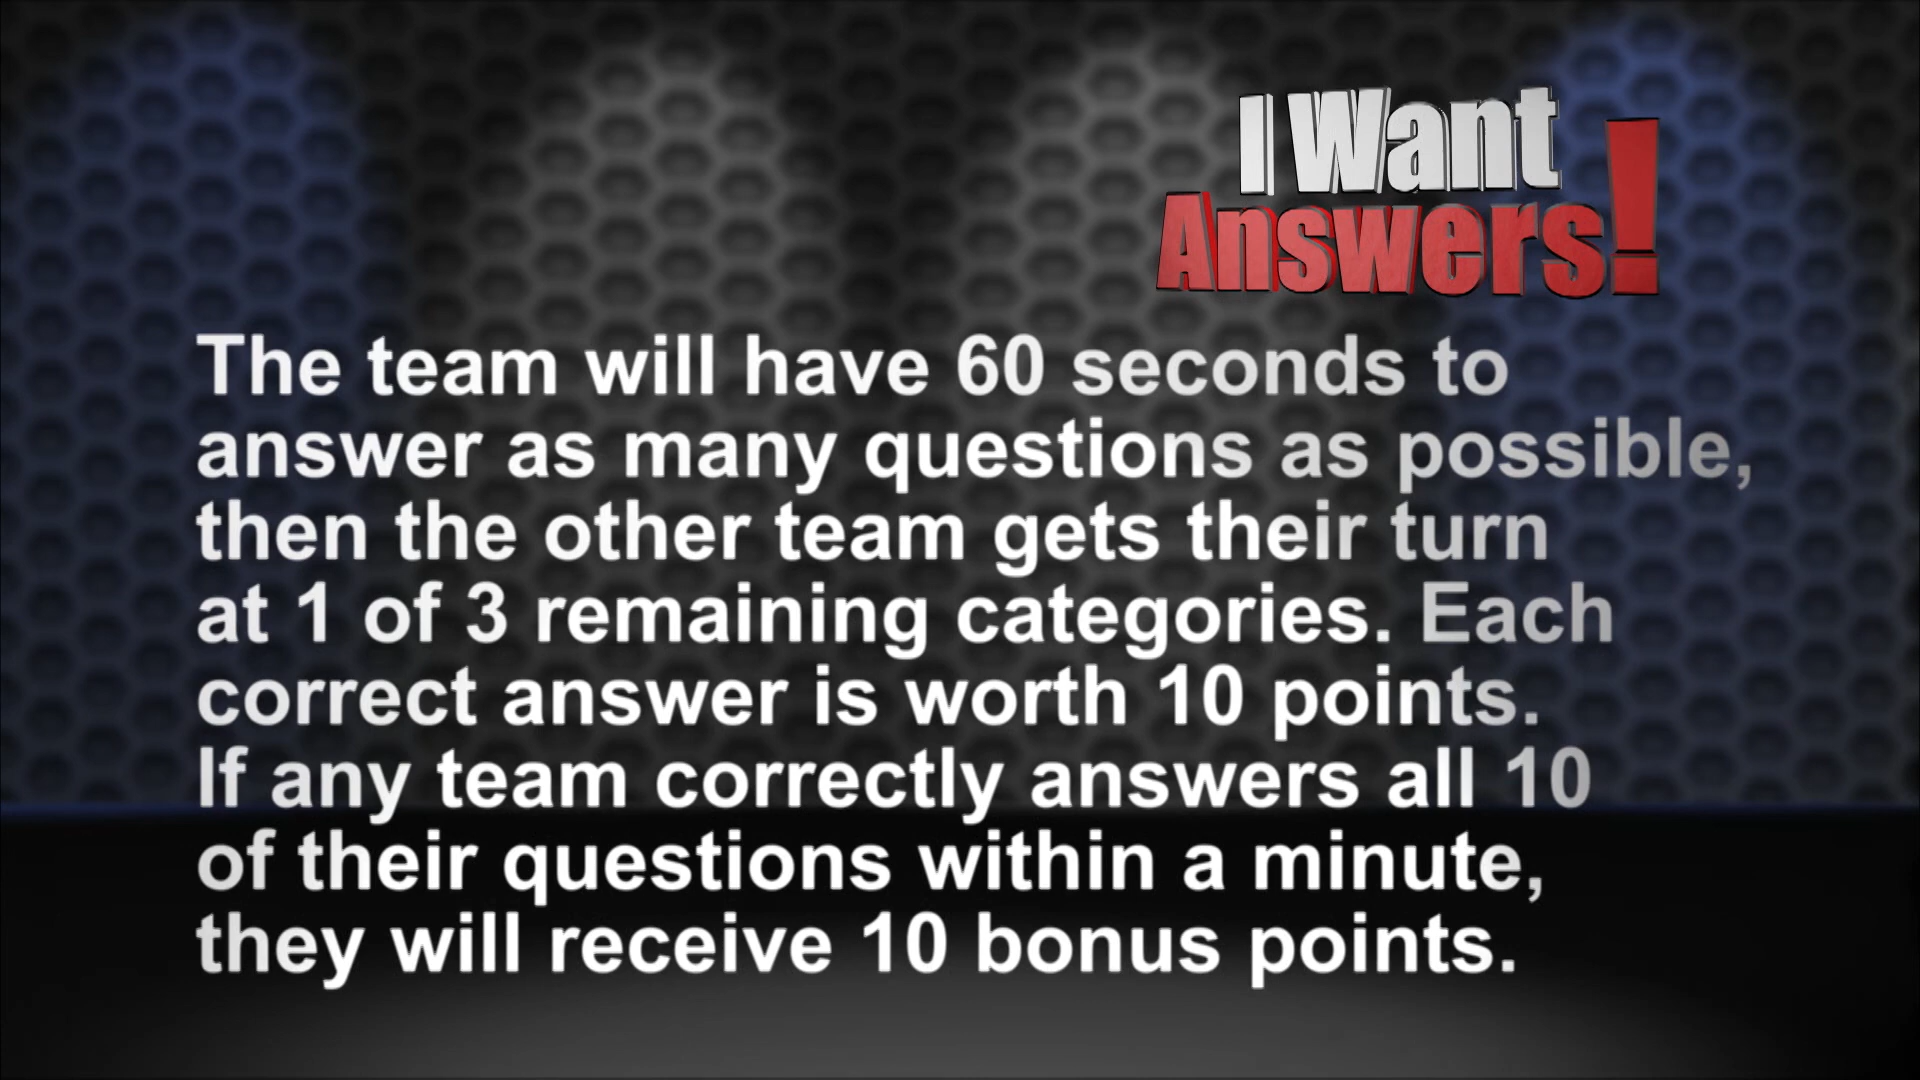 I Want
Answers!
The team will have 60 seconds to
answer as many questions as possible,
then the other team gets their turn
at 1 of 3 remaining categories. Each
correct answer is worth 10 points.
If any team correctly answers all 10
of their questions within a minute,
they will receive 10 bonus points.